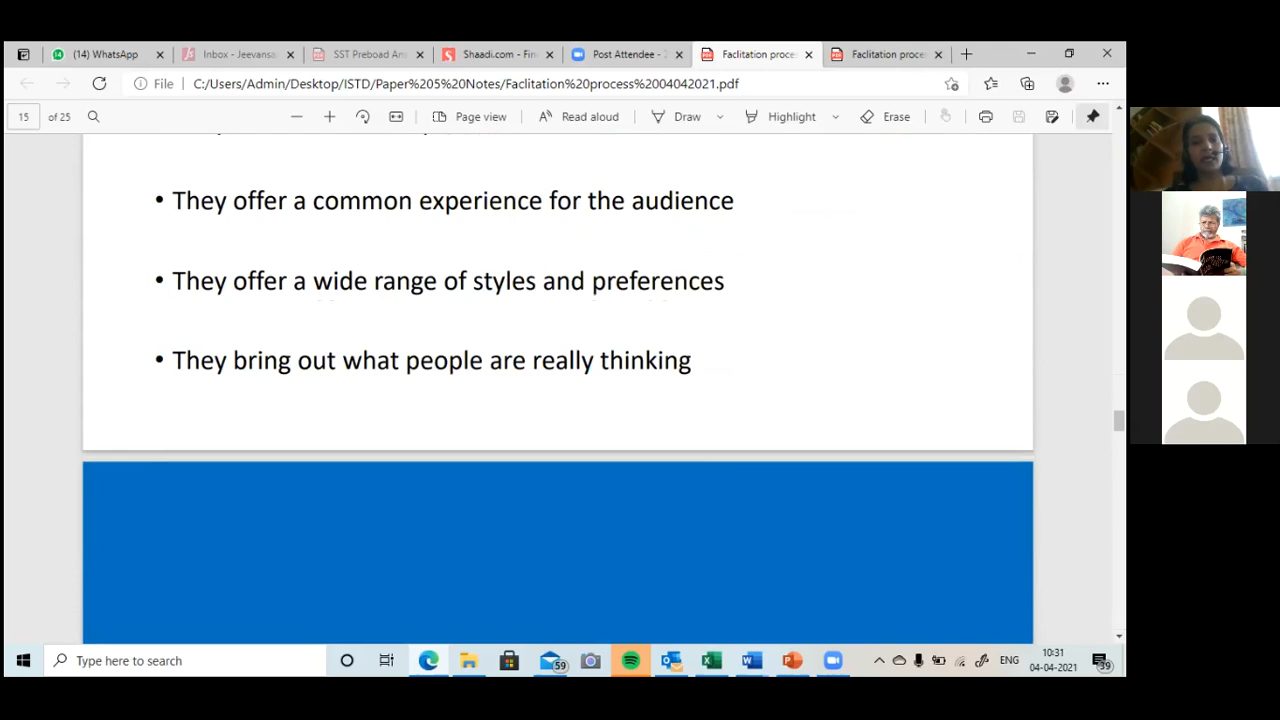 (14) WhatsApp
Inbox - Jeevansa
SST Preboad An
Shaadi.com - Fin
Post Attendee - Z
Faclitation proce
Faclitation proce
File
C:/Users/Admin/Desktop/ISTD/Paper%205%20Notes/Faclitation%20process%2004042021.pdf
15 of 25
Page view
Read aloud
Draw
Highlight
Erase
• They offer a common experience for the audience
• They offer a wide range of styles and preferences
• They bring out what people are really thinking
Type here to search
59
ENG
10:31
04-04-2021
39